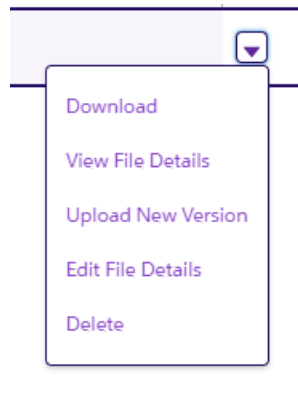 Download
View File Details
Upload New Version
Edit File Details
Delete